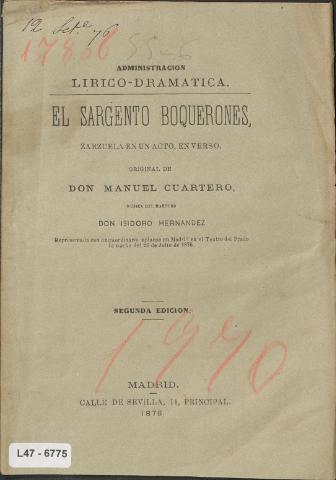 12 Set.e 76
17856
5526
ADMINISTRACION
LIRICO-DRAMATICA.
EL SARGENTO BOQUERONES,
ZARZUELA EN UN ACTO, EN VERSO,
ORIGINAL DE
DON MANUEL CUARTERO,
MÚSICA DEL MAESTRO
DON ISIDORO HERNANDEZ
Representada con extraordinario aplauso en Madrid en el Teatro del Prado
la noche del 26 de Julio de 1876.
SEGUNDA EDICION.
1970
MADRID.
CALLE DE SEVILLA, 14, PRINCIPAL.
1876
L47 - 6775